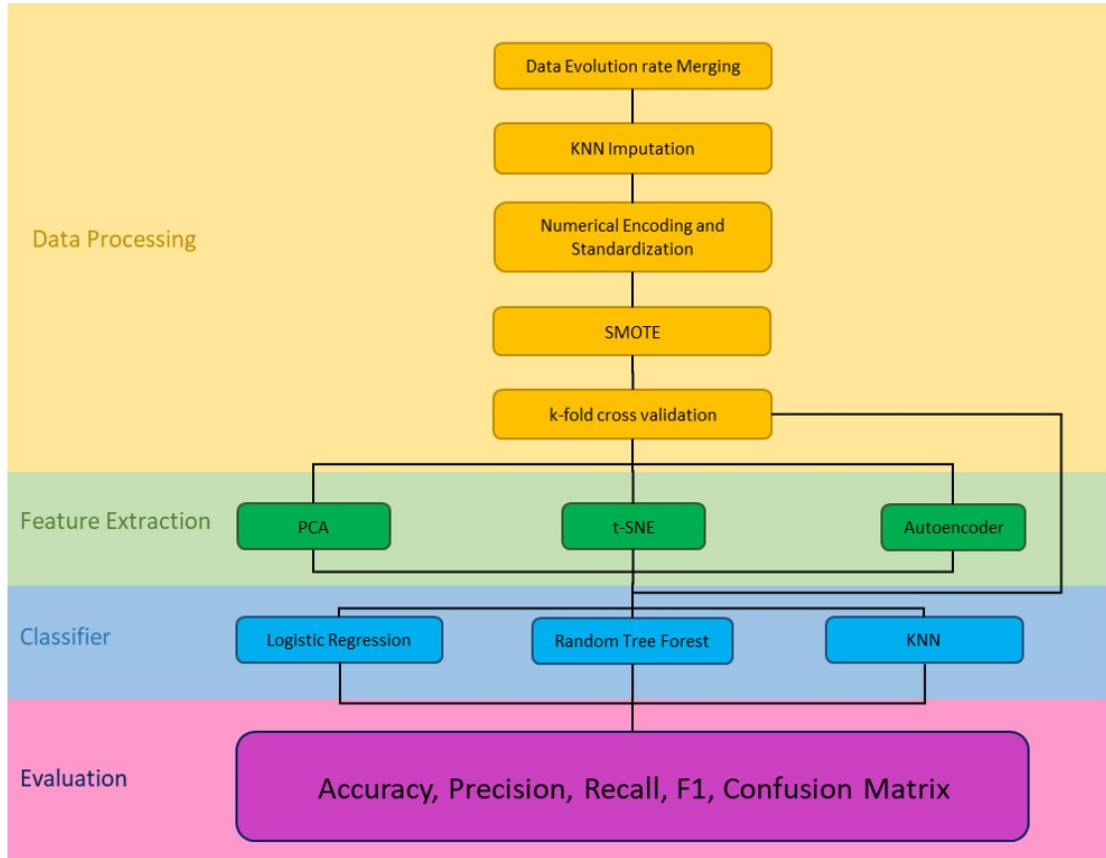 Data Evolution rate Merging
KNN Imputation
Data Processing
Numerical Encoding and
Standardization
SMOTE
k-fold cross validation
Feature Extraction
PCA
t-SNE
Autoencoder
Classifier
Logistic Regression
Random Tree Forest
KNN
Evaluation
Accuracy, Precision, Recall, F1, Confusion Matrix